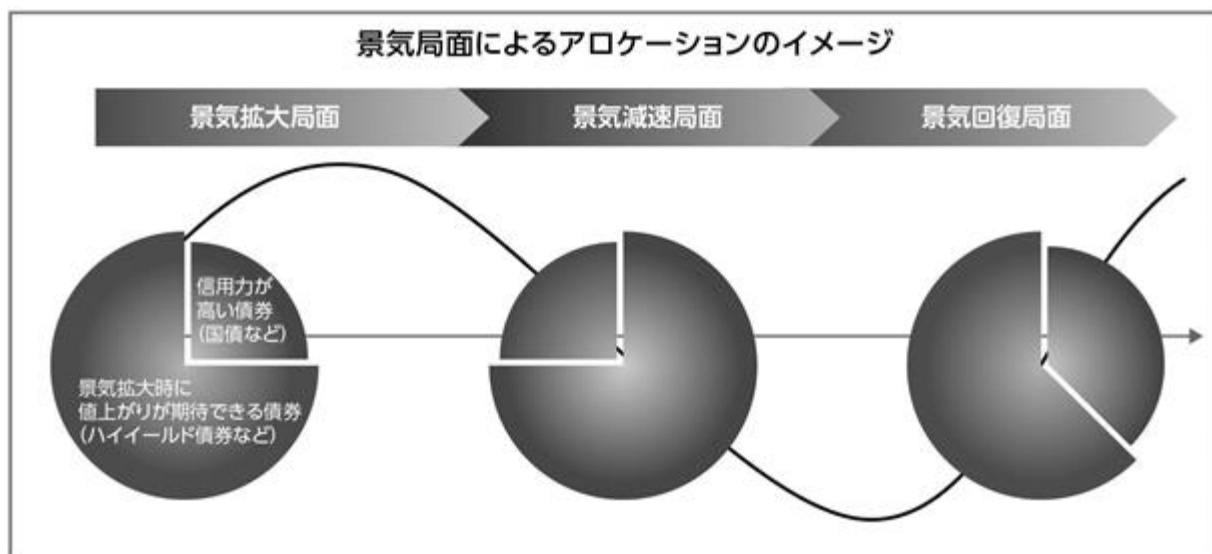 景気局面によるアロケーションのイメージ
景気拡大局面
景気減速局面
景気回復局面
信用力が
高い債券
(国債など)
景気拡大時に
値上がりが期待できる債券
(ハイイールド債券など)